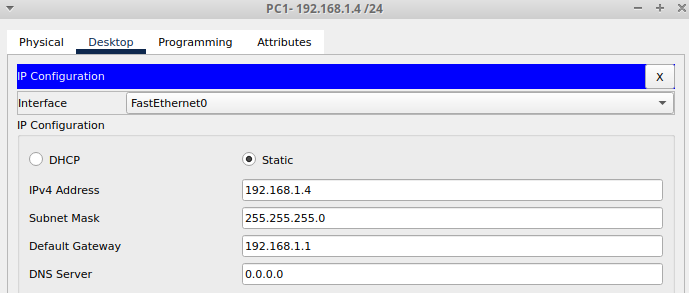 PC1- 192.168.1.4 /24
Physical Desktop Programming Attributes
IP Configuration X
Interface FastEthernet0
IP Configuration
DHCP Static
IPv4 Address 192.168.1.4
Subnet Mask 255.255.255.0
Default Gateway 192.168.1.1
DNS Server 0.0.0.0